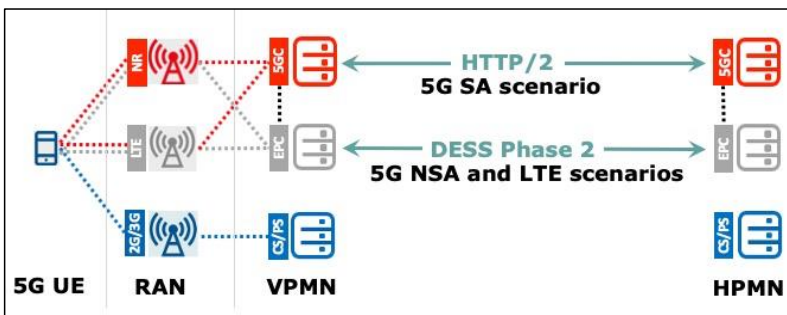 NR
5GC
HTTP/2
5G SA scenario
5GC
LTE
EPC
DESS Phase 2
5G NSA and LTE scenarios
EPC
2G/3G
CS/PS
CS/PS
5G UE
RAN
VPMN
HPMN